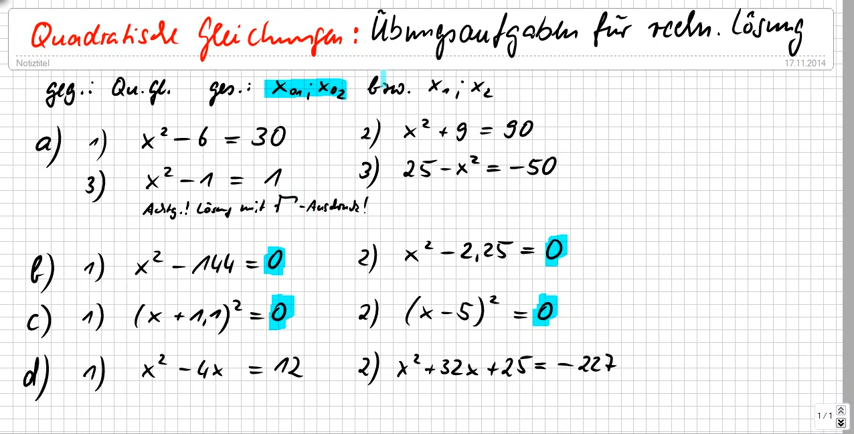 Quadratische Gleichungen: Übungsaufgaben für rechn. Lösung
Notiztitel 17.11.2014
geg.: Qu.gl. ges.: x₀₁; x₀₂ bzw. x₁; x₂
a) 1) x² − 6 = 30 2) x² + 9 = 90
3) x² − 1 = 1 3) 25 − x² = −50
Achtg.! Lösung mit √ -Ausdruck!
b) 1) x² − 144 = 0 2) x² − 2,25 = 0
c) 1) (x + 1,1)² = 0 2) (x − 5)² = 0
d) 1) x² − 4x = 12 2) x² + 32x + 25 = −227
1/1